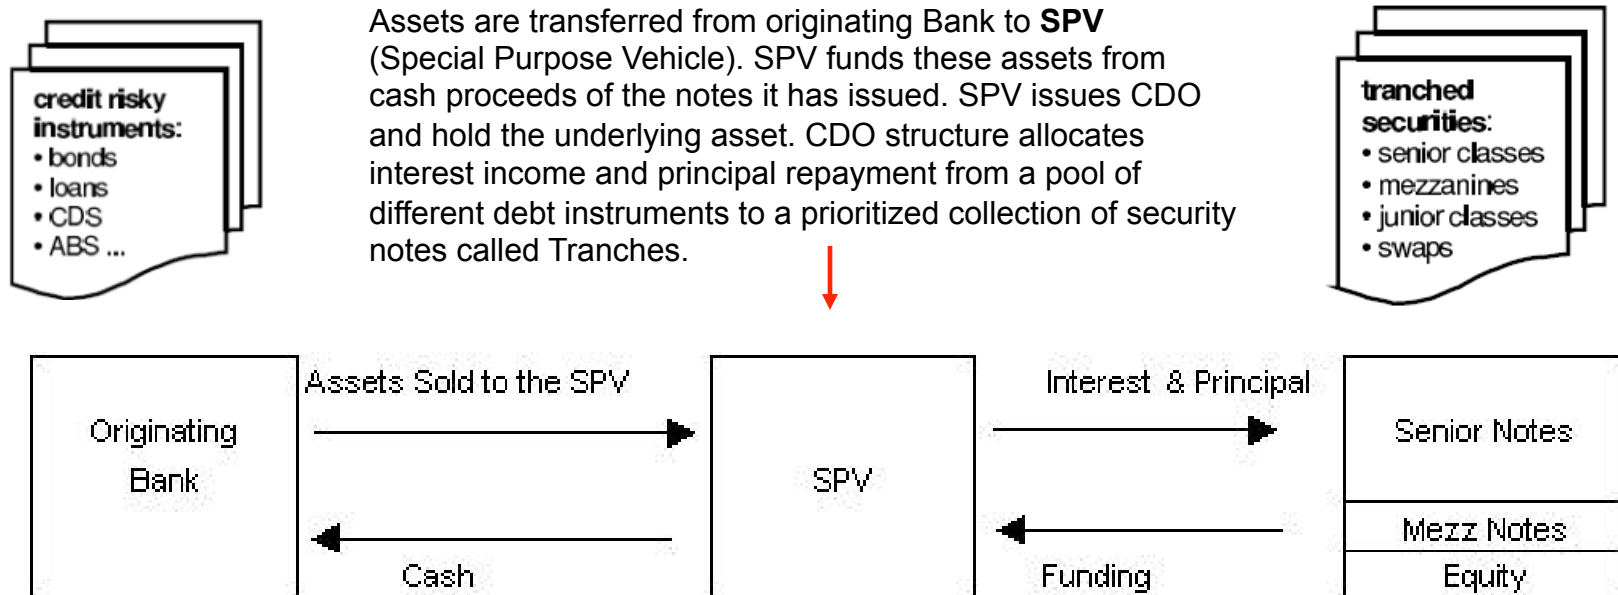 credit risky
instruments:
• bonds
• loans
• CDS
• ABS ...
Assets are transferred from originating Bank to SPV
(Special Purpose Vehicle). SPV funds these assets from
cash proceeds of the notes it has issued. SPV issues CDO
and hold the underlying asset. CDO structure allocates
interest income and principal repayment from a pool of
different debt instruments to a prioritized collection of security
notes called Tranches.
tranched
securities:
• senior classes
• mezzanines
• junior classes
• swaps
Originating
Bank
Assets Sold to the SPV
Cash
SPV
Interest & Principal
Funding
Senior Notes
Mezz Notes
Equity